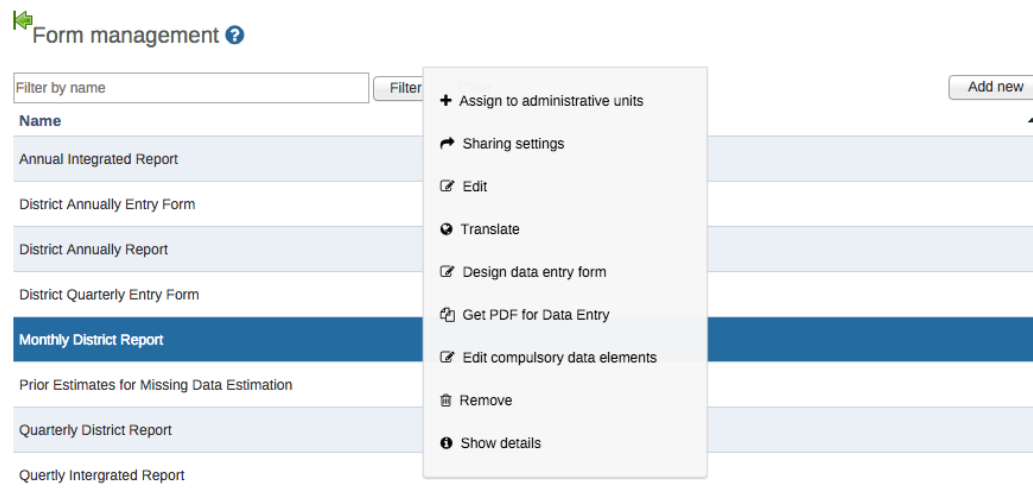 Form management
Filter by name
Filter
Add new
Name
Annual Integrated Report
District Annually Entry Form
District Annually Report
District Quarterly Entry Form
Monthly District Report
Prior Estimates for Missing Data Estimation
Quarterly District Report
Quertly Intergrated Report
Assign to administrative units
Sharing settings
Edit
Translate
Design data entry form
Get PDF for Data Entry
Edit compulsory data elements
Remove
Show details